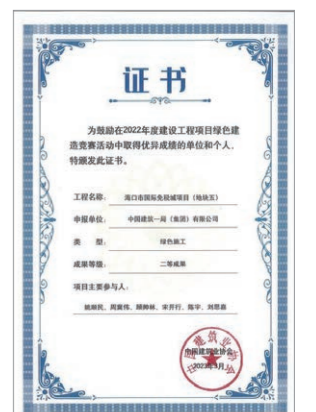 证书
为鼓励在2022年度建设工程项目绿色建
造竞赛活动中取得优异成绩的单位和个人,
特颁发此证书。
工程名称: 海口市国际免税城项目(地块五)
申报单位: 中国建筑一局(集团)有限公司
类 型: 绿色施工
成果等级: 二等成果
项目主要参与人:
姚顺民、周寰伟、顾帅林、宋开行、陈宇、刘思嘉
中国建筑业协会
2023年3月